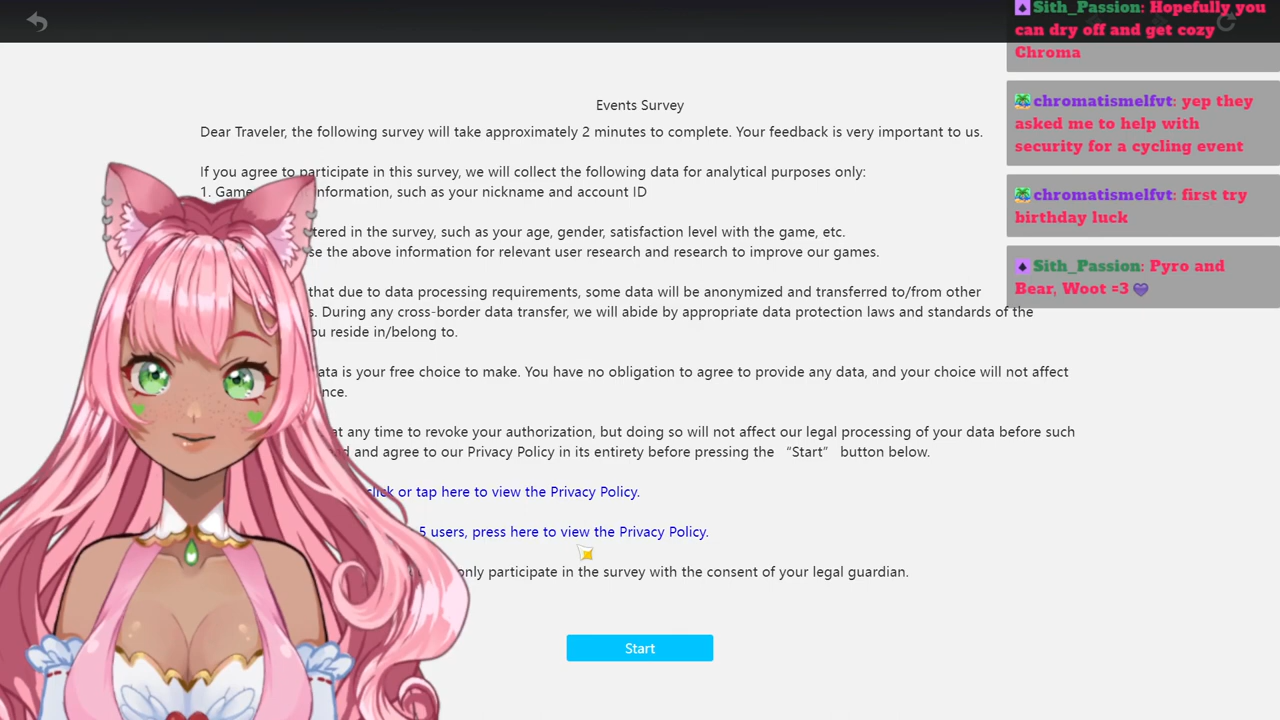 Events Survey
Dear Traveler, the following survey will take approximately 2 minutes to complete. Your feedback is very important to us.
If you agree to participate in this survey, we will collect the following data for analytical purposes only:
1. Game information, such as your nickname and account ID
tered in the survey, such as your age, gender, satisfaction level with the game, etc.
se the above information for relevant user research and research to improve our games.
that due to data processing requirements, some data will be anonymized and transferred to/from other
s. During any cross-border data transfer, we will abide by appropriate data protection laws and standards of the
ou reside in/belong to.
ata is your free choice to make. You have no obligation to agree to provide any data, and your choice will not affect
nce.
at any time to revoke your authorization, but doing so will not affect our legal processing of your data before such
d and agree to our Privacy Policy in its entirety before pressing the “Start” button below.
click or tap here to view the Privacy Policy.
5 users, press here to view the Privacy Policy.
only participate in the survey with the consent of your legal guardian.
Start
Sith_Passion: Hopefully you
can dry off and get cozy
Chroma
chromatismelfvt: yep they
asked me to help with
security for a cycling event
chromatismelfvt: first try
birthday luck
Sith_Passion: Pyro and
Bear, Woot =3